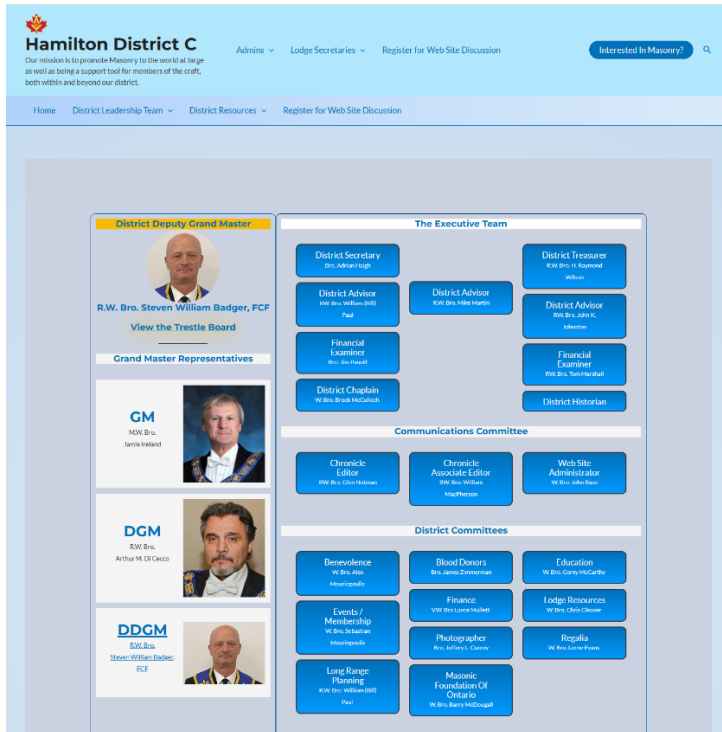 Hamilton District C
Our mission is to promote Masonry to the world at large
as well as being a support tool for members of the craft,
both within and beyond our district.
Admins
Lodge Secretaries
Register for Web Site Discussion
Interested In Masonry?
Home
District Leadership Team
District Resources
Register for Web Site Discussion
District Deputy Grand Master
R.W. Bro. Steven William Badger, FCF
View the Trestle Board
Grand Master Representatives
GM
M.W. Bro.
Jamie Ireland
DGM
R.W. Bro.
Arthur M. Di Cecco
DDGM
R.W. Bro.
Steven William Badger,
FCF
The Executive Team
District Secretary
Bro. Adrian Haigh
District Advisor
RW. Bro. William (Bill)
Paul
Financial
Examiner
Bro. Jim
District Chaplain
W. Bro. Brock McCulloch
District Advisor
R.W. Bro. Mike Martin
District Treasurer
R.W. Bro. H. Raymond
Wilson
District Advisor
R.W. Bro. John K.
Johnston
Financial
Examiner
R.W. Bro. Tom Marshall
District Historian
Communications Committee
Chronicle
Editor
RW. Bro. Glen Notman
Chronicle
Associate Editor
RW. Bro. William
MacPherson
Web Site
Administrator
W. Bro. John
District Committees
Benevolence
W. Bro. Alex
Mouriopoulis
Blood Donors
Bro. James Zimmerman
Education
W. Bro. Corey McCarthy
Events /
Membership
W. Bro. Sebastian
Mouriopoulis
Finance
V.W. Bro Lance Mullett
Lodge Resources
W. Bro. Chris Cleaver
Photographer
Bro. Jeffery L. Currey
Regalia
W. Bro. Lorne Evans
Long Range
Planning
R.W. Bro. William (Bill)
Paul
Masonic
Foundation Of
Ontario
W. Bro. Barry McDougall